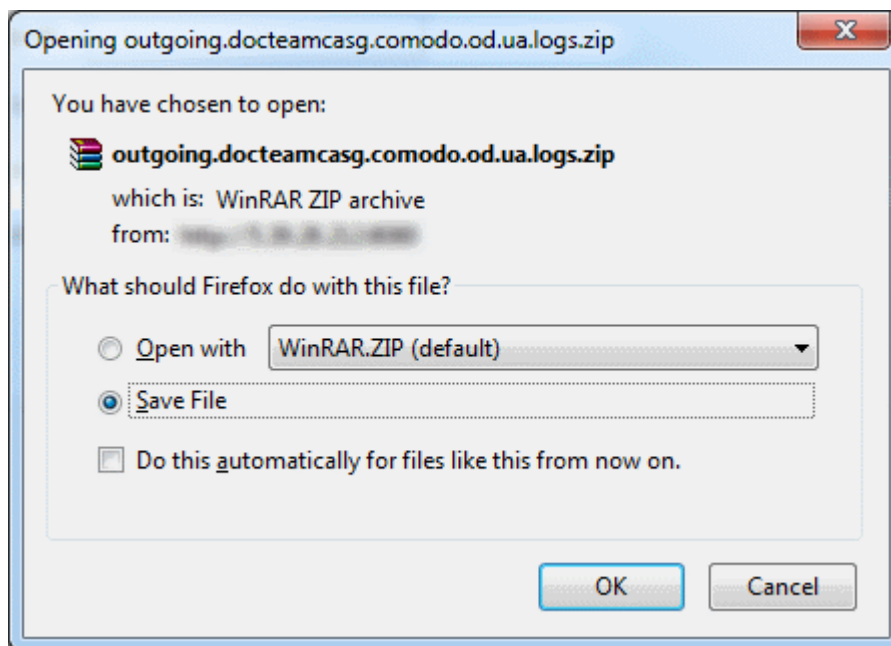 Opening outgoing.docteamcasg.comodo.od.ua.logs.zip
You have chosen to open:
outgoing.docteamcasg.comodo.od.ua.logs.zip
which is: WinRAR ZIP archive
from:
What should Firefox do with this file?
Open with WinRAR.ZIP (default)
Save File
Do this automatically for files like this from now on.
OK Cancel